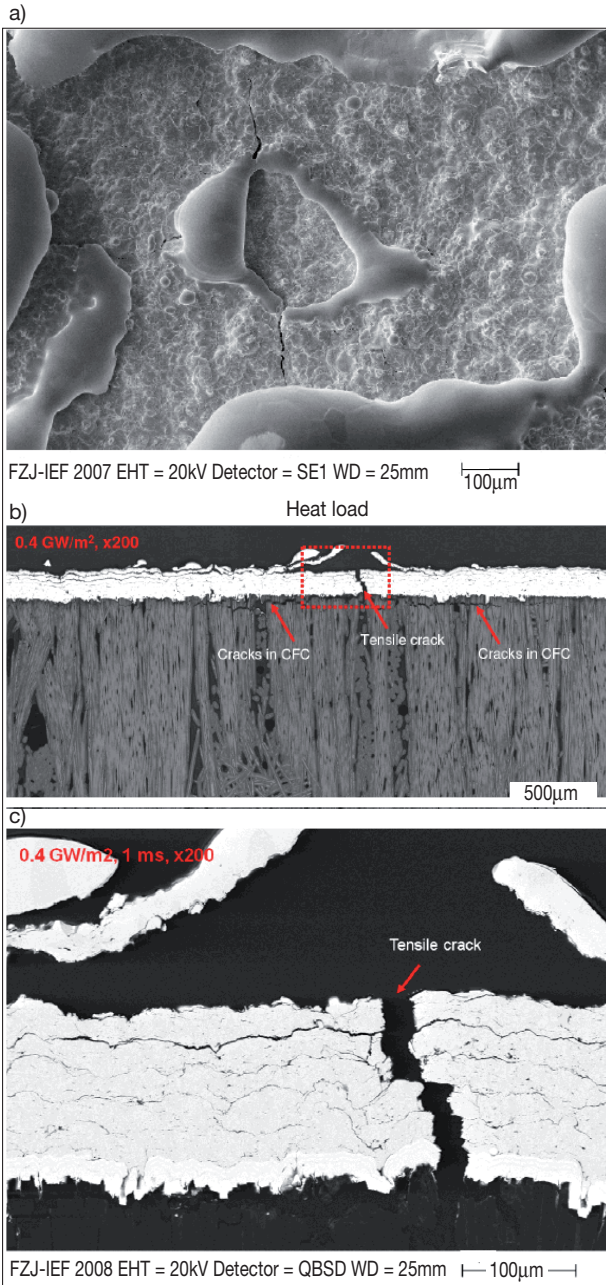 a)
FZJ-IEF 2007 EHT = 20kV Detector = SE1 WD = 25mm
100µm
b)
Heat load
0.4 GW/m², x200
Cracks in CFC
Tensile crack
Cracks in CFC
500µm
c)
0.4 GW/m2, 1 ms, x200
Tensile crack
FZJ-IEF 2008 EHT = 20kV Detector = QBSD WD = 25mm
100µm